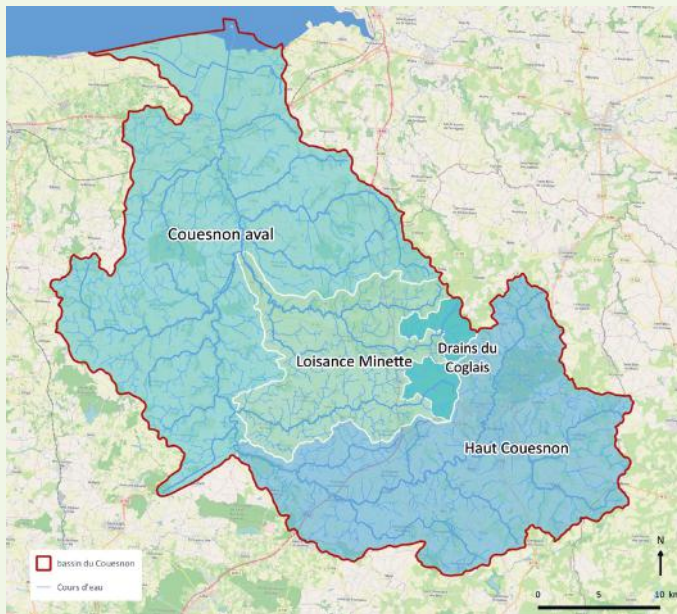 Couesnon aval
Loisance Minette
Drains du
Coglais
Haut Couesnon
bassin du Couesnon
Cours d'eau
N
0 5 10 km